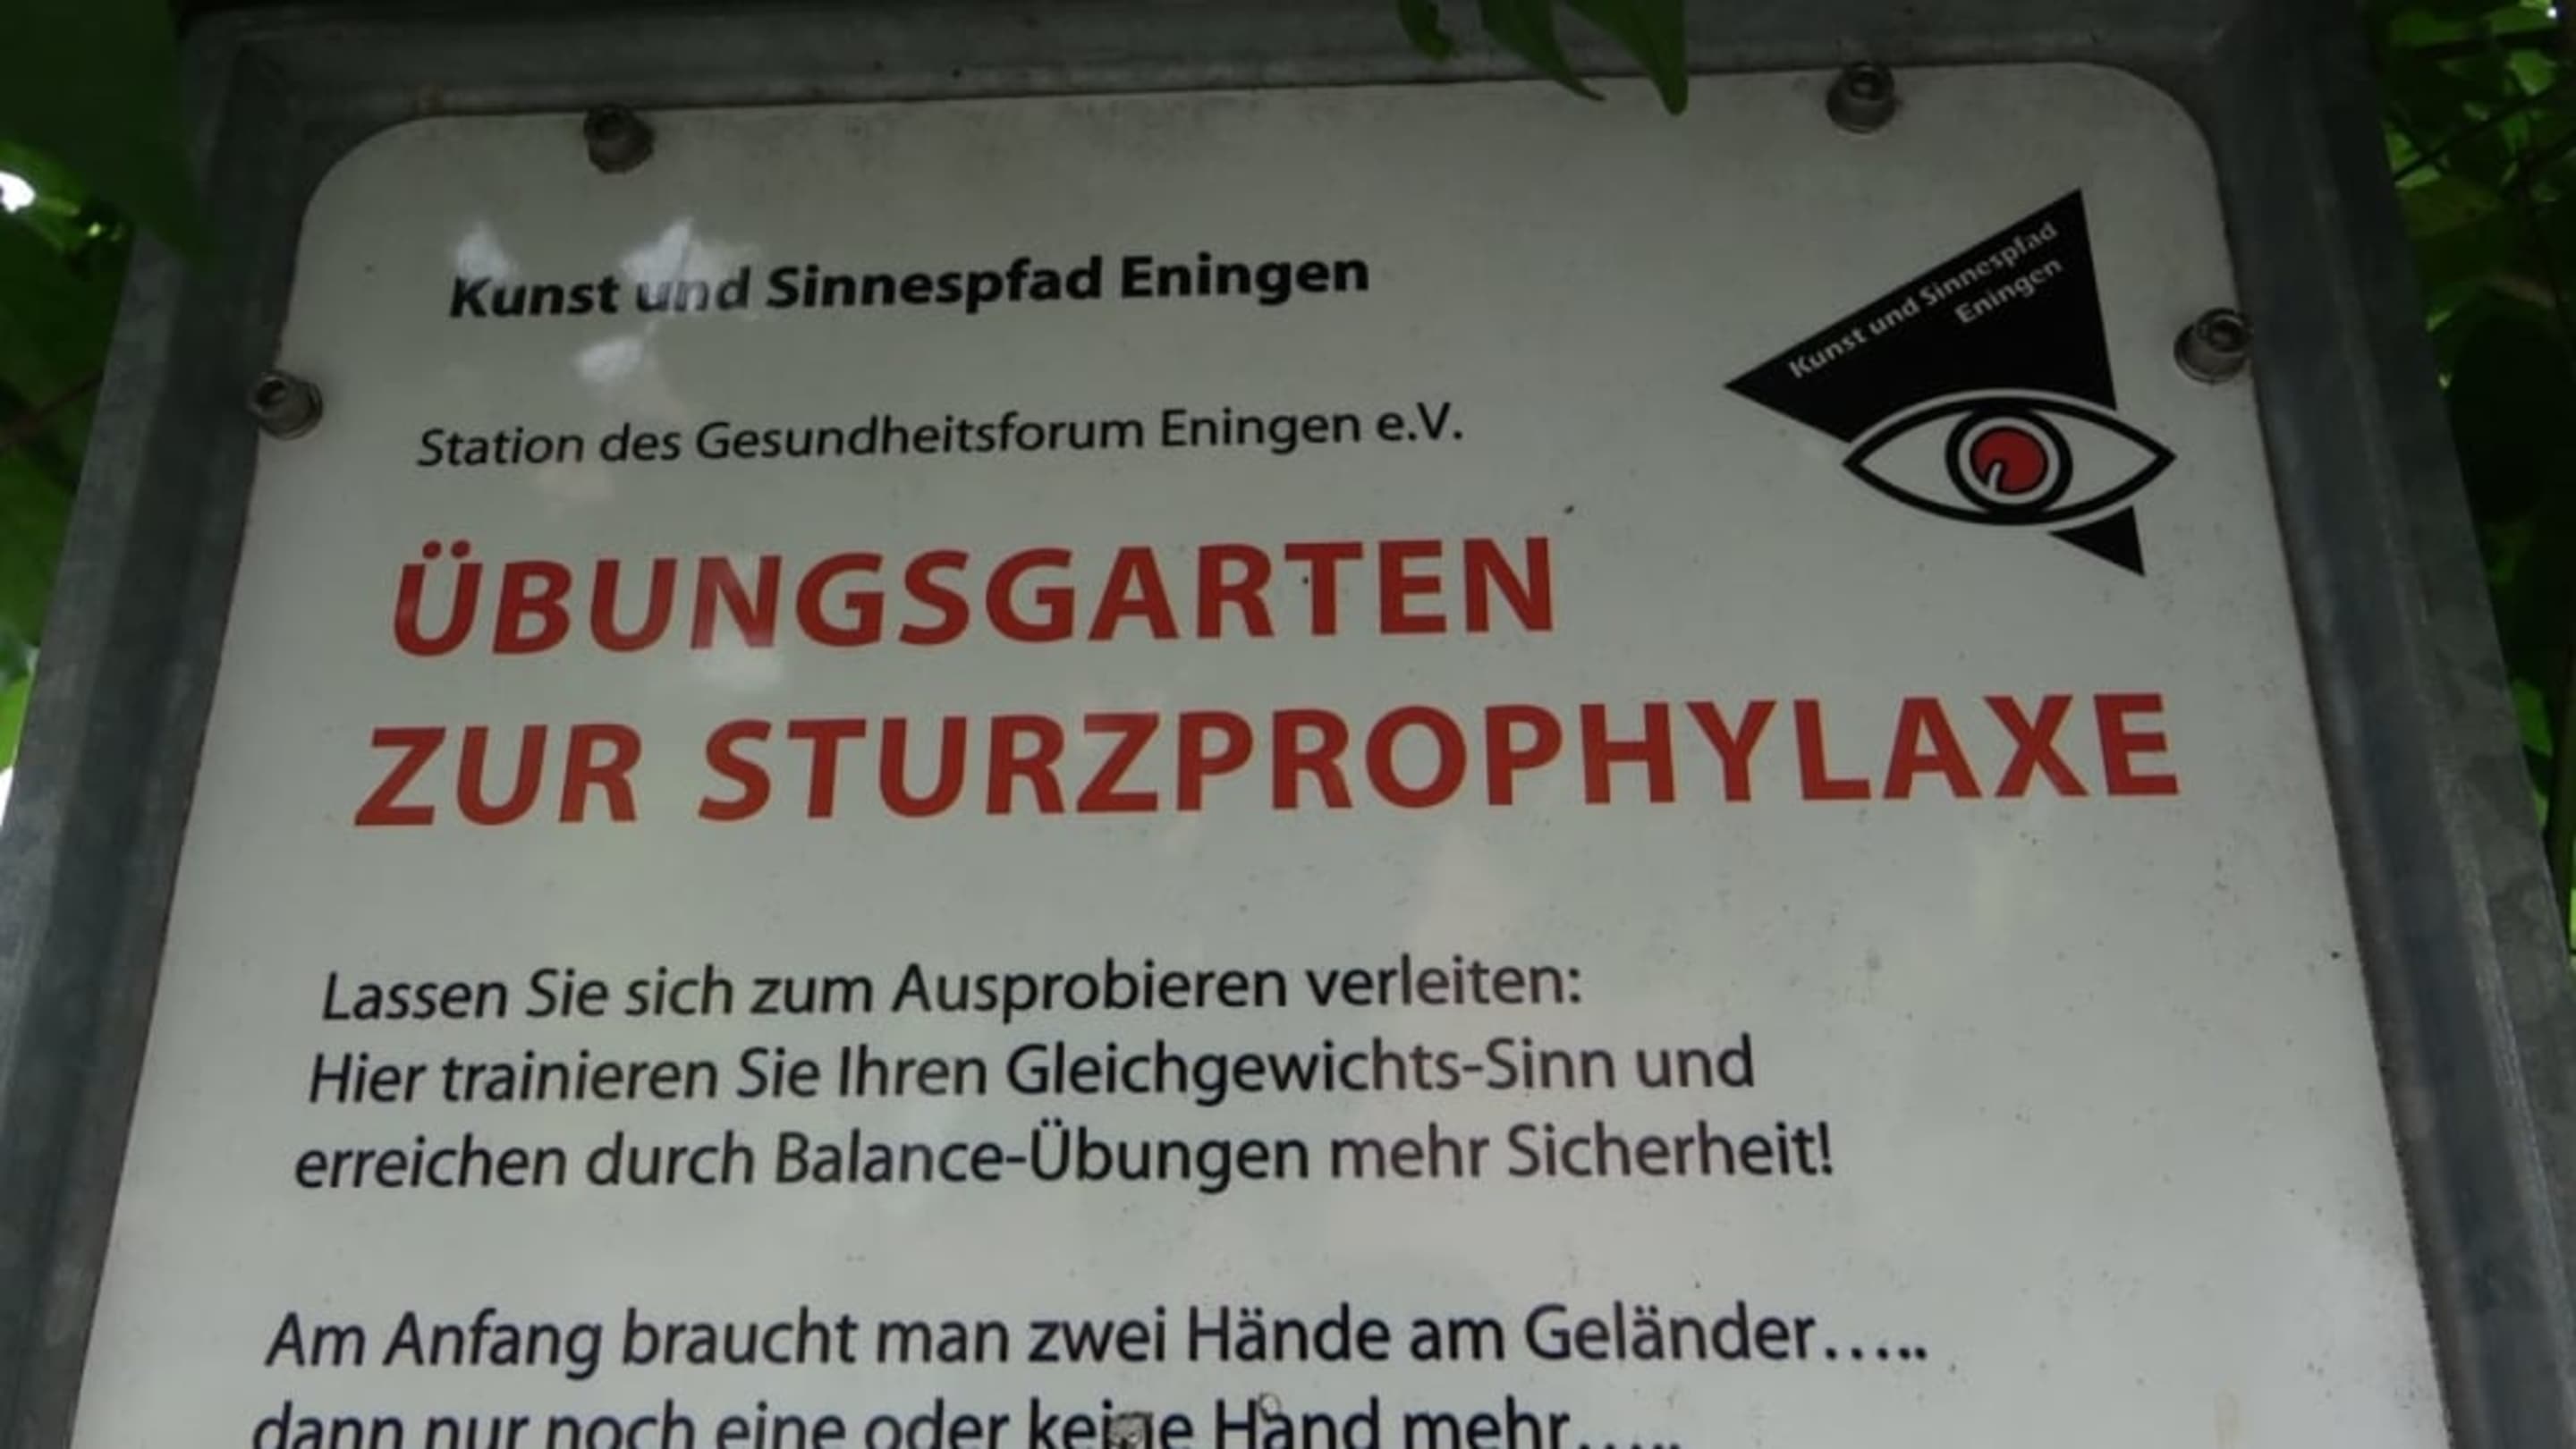 Kunst und Sinnespfad Eningen
Kunst und Sinnespfad
Eningen
Station des Gesundheitsforum Eningen e.V.
ÜBUNGSGARTEN
ZUR STURZPROPHYLAXE
Lassen Sie sich zum Ausprobieren verleiten:
Hier trainieren Sie Ihren Gleichgewichts-Sinn und
erreichen durch Balance-Übungen mehr Sicherheit!
Am Anfang braucht man zwei Hände am Geländer.....
dann nur noch eine oder keine Hand mehr.....